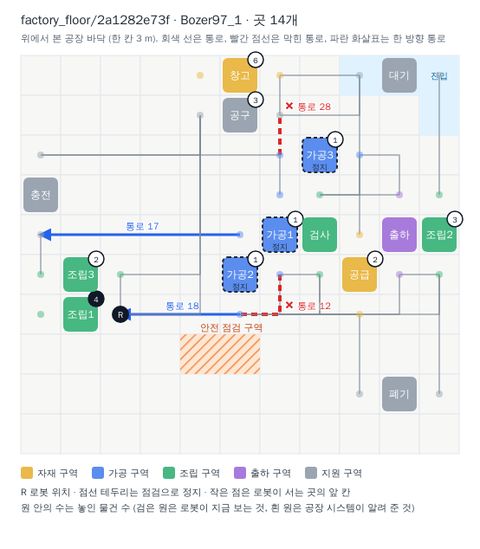 factory_floor/2a1282e73f · Bozer97_1 · 곳 14개
위에서 본 공장 바닥 (한 칸 3 m). 회색 선은 통로, 빨간 점선은 막힌 통로, 파란 화살표는 한 방향 통로
창고 6
대기
진입
공구 3
통로 28
가공3 1
정지
충전
통로 17
가공1 1
정지
검사
출하
조립2 3
조립3 2
가공2 1
정지
공급 2
조립1 4
R
통로 18
통로 12
안전 점검 구역
폐기
자재 구역 가공 구역 조립 구역 출하 구역 지원 구역
R 로봇 위치 · 점선 테두리는 점검으로 정지 · 작은 점은 로봇이 서는 곳의 앞 칸
원 안의 수는 놓인 물건 수 (검은 원은 로봇이 지금 보는 것, 흰 원은 공장 시스템이 알려 준 것)